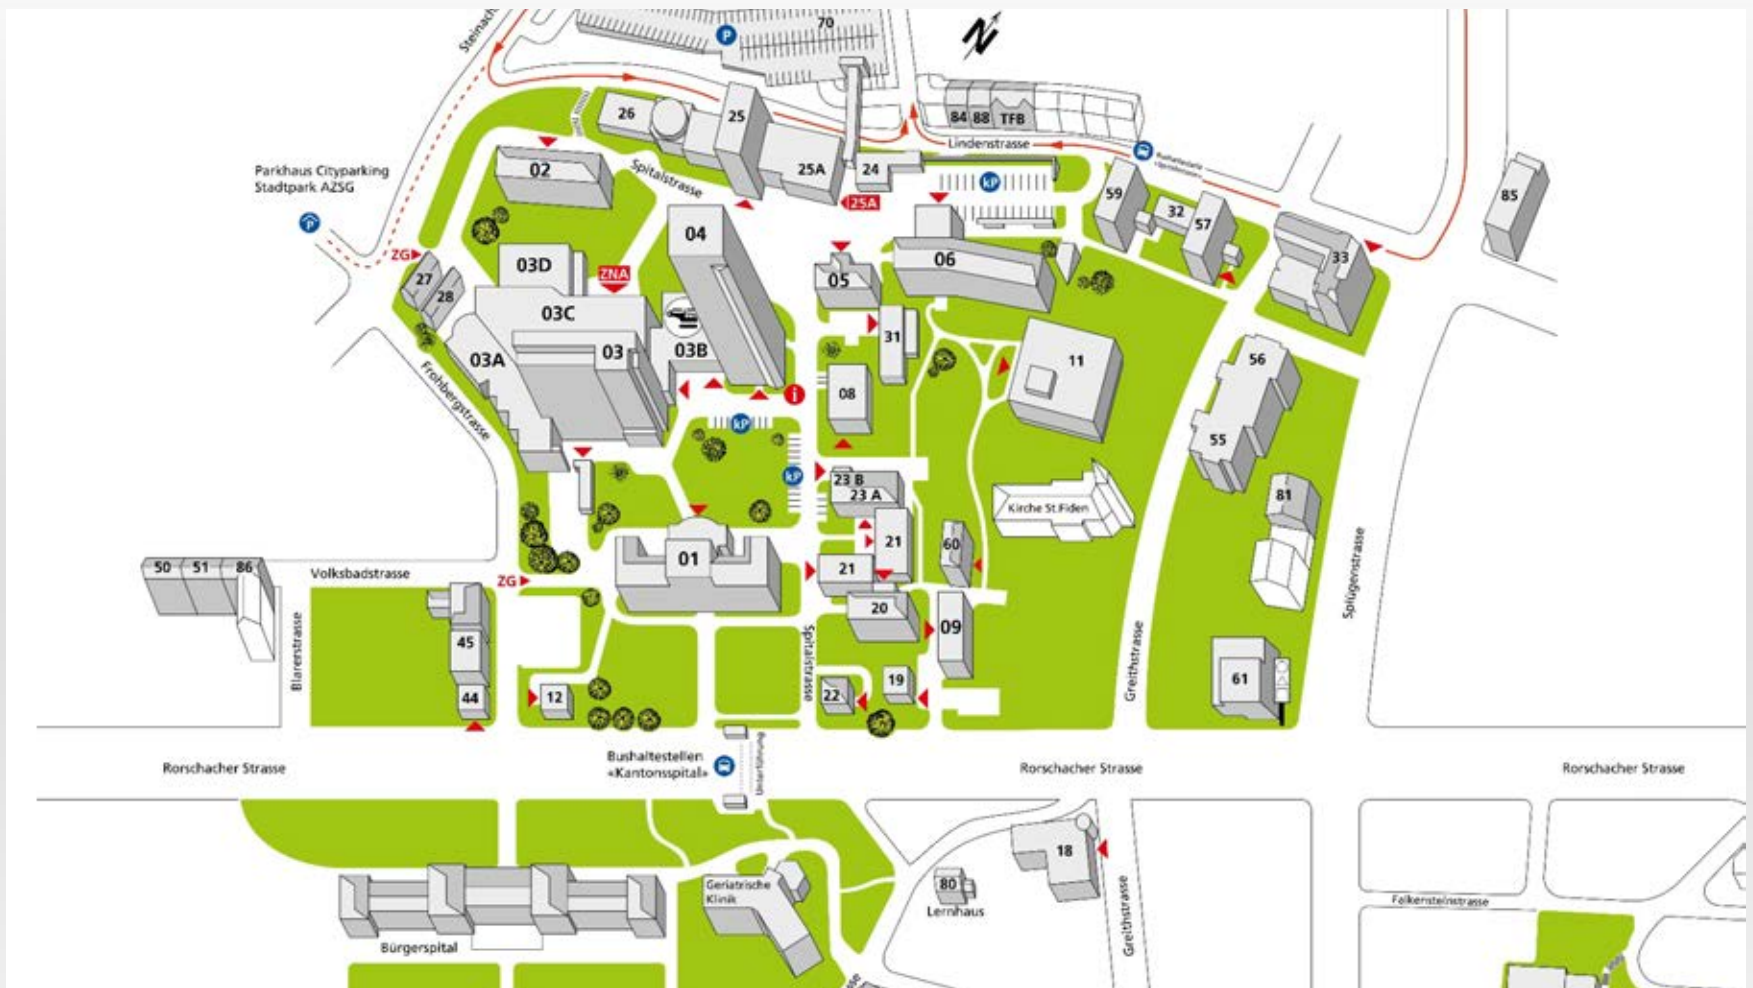 Steinach
70
P
N
26
25
84
88
TFB
Lindenstrasse
02
Spitalstrasse
25A
24
kP
25A
59
32
57
85
Parkhaus Cityparking
Stadtpark AZSG
P
ZG
27
28
03D
ZNA
04
05
06
33
03C
03A
03
03B
31
11
56
Frohbergstrasse
i
08
kP
kP
55
23 B
23 A
81
Kirche St.Fiden
21
60
01
21
50
51
86
Volksbadstrasse
ZG
20
09
Splügenstrasse
Blarerstrasse
45
Spitalstrasse
Greithstrasse
44
12
22
19
61
Bushaltestellen
«Kantonsspital»
Unterführung
Rorschacher Strasse
Rorschacher Strasse
Rorschacher Strasse
18
Geriatrische
Klinik
80
Lernhaus
Greithstrasse
Falkensteinstrasse
Bürgerspital